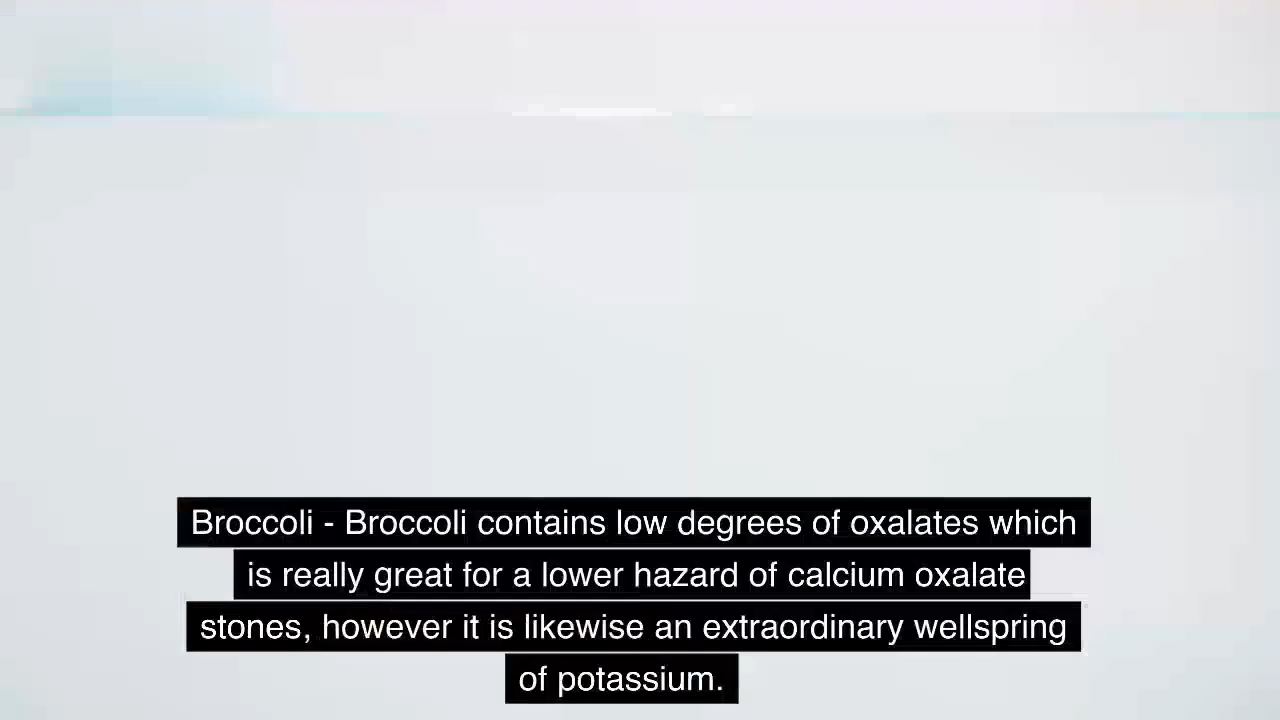 Broccoli - Broccoli contains low degrees of oxalates which
is really great for a lower hazard of calcium oxalate
stones, however it is likewise an extraordinary wellspring
of potassium.